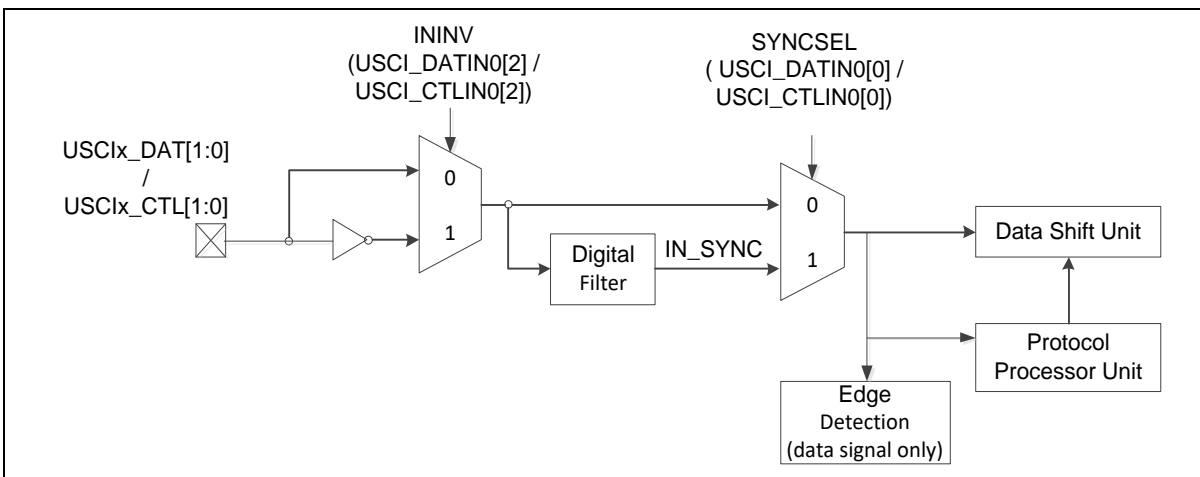 ININV
(USCI_DATIN0[2] /
USCI_CTLIN0[2])
SYNCSEL
( USCI_DATIN0[0] /
USCI_CTLIN0[0])
USCIx_DAT[1:0]
/
USCIx_CTL[1:0]
0
1
Digital
Filter
IN_SYNC
0
1
Data Shift Unit
Protocol
Processor Unit
Edge
Detection
(data signal only)